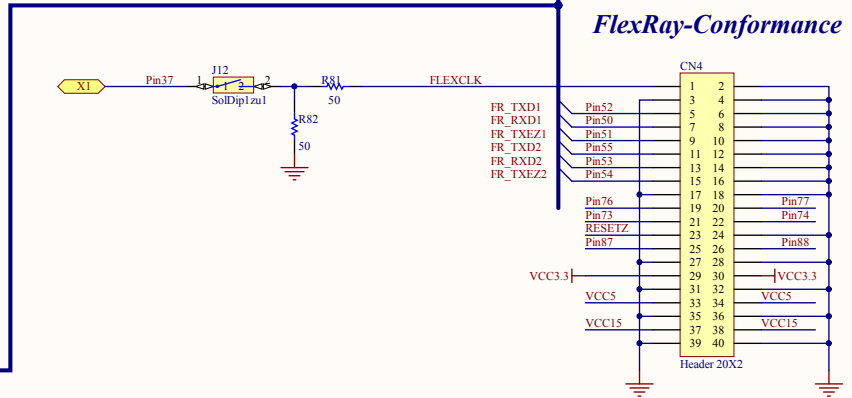 FlexRay-Conformance
CN4
J12
X1
Pin37
1
1 2
2
R81
FLEXCLK
SolDip1zu1
50
R82
50
FR_TXD1 Pin52
FR_RXD1 Pin50
FR_TXEZ1 Pin51
FR_TXD2 Pin55
FR_RXD2 Pin53
FR_TXEZ2 Pin54
1 2
3 4
5 6
7 8
9 10
11 12
13 14
15 16
17 18
Pin76 19 20 Pin77
Pin73 21 22 Pin74
RESETZ 23 24
Pin87 25 26 Pin88
27 28
VCC3.3 29 30 VCC3.3
31 32
VCC5 33 34 VCC5
35 36
VCC15 37 38 VCC15
39 40
Header 20X2